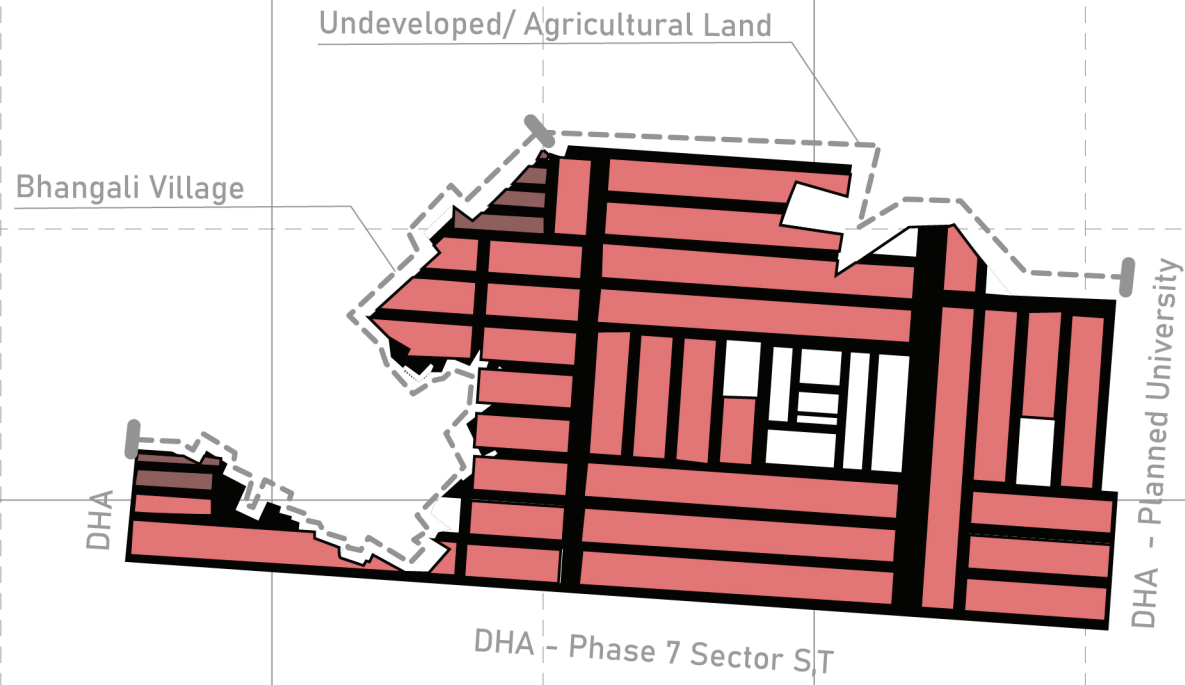 Undeveloped/ Agricultural Land
Bhangali Village
DHA
DHA - Planned University
DHA - Phase 7 Sector S,T